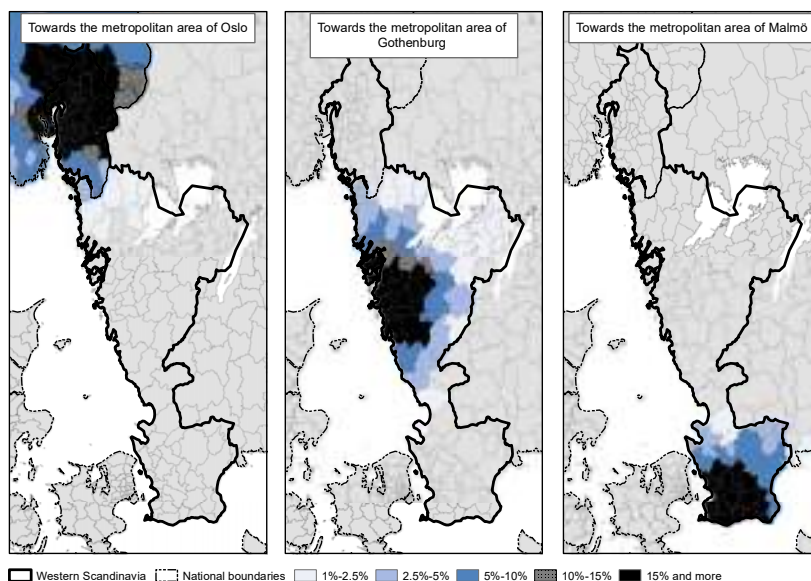 Towards the metropolitan area of Oslo
Towards the metropolitan area of
Gothenburg
Towards the metropolitan area of Malmö
Western Scandinavia National boundaries 1%-2.5% 2.5%-5% 5%-10% 10%-15% 15% and more